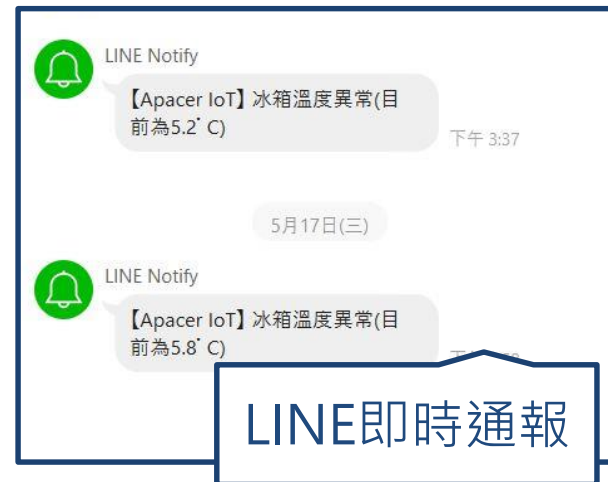 LINE Notify
【Apacer IoT】冰箱溫度異常(目
前為5.2˚ C)
下午 3:37
5月17日(三)
LINE Notify
【Apacer IoT】冰箱溫度異常(目
前為5.8˚ C)
LINE即時通報